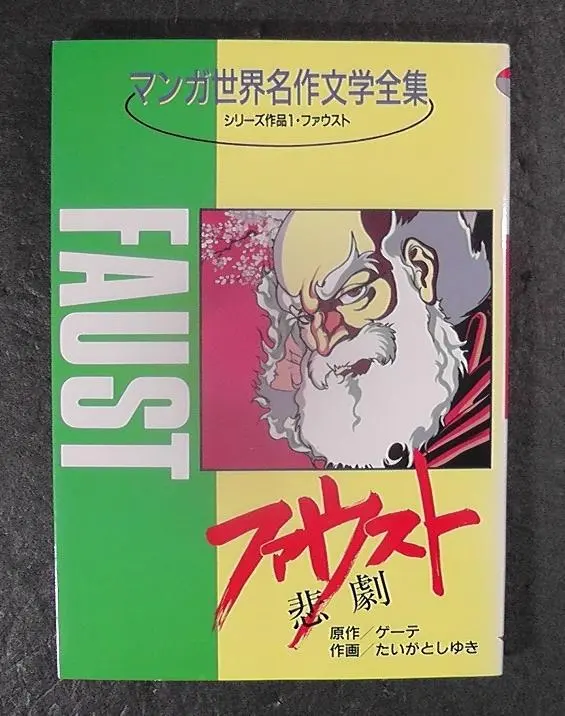 マンガ世界名作文学全集
シリーズ作品1・ファウスト
FAUST
ファウスト
悲劇
原作／ゲーテ
作画／たいがとしゆき